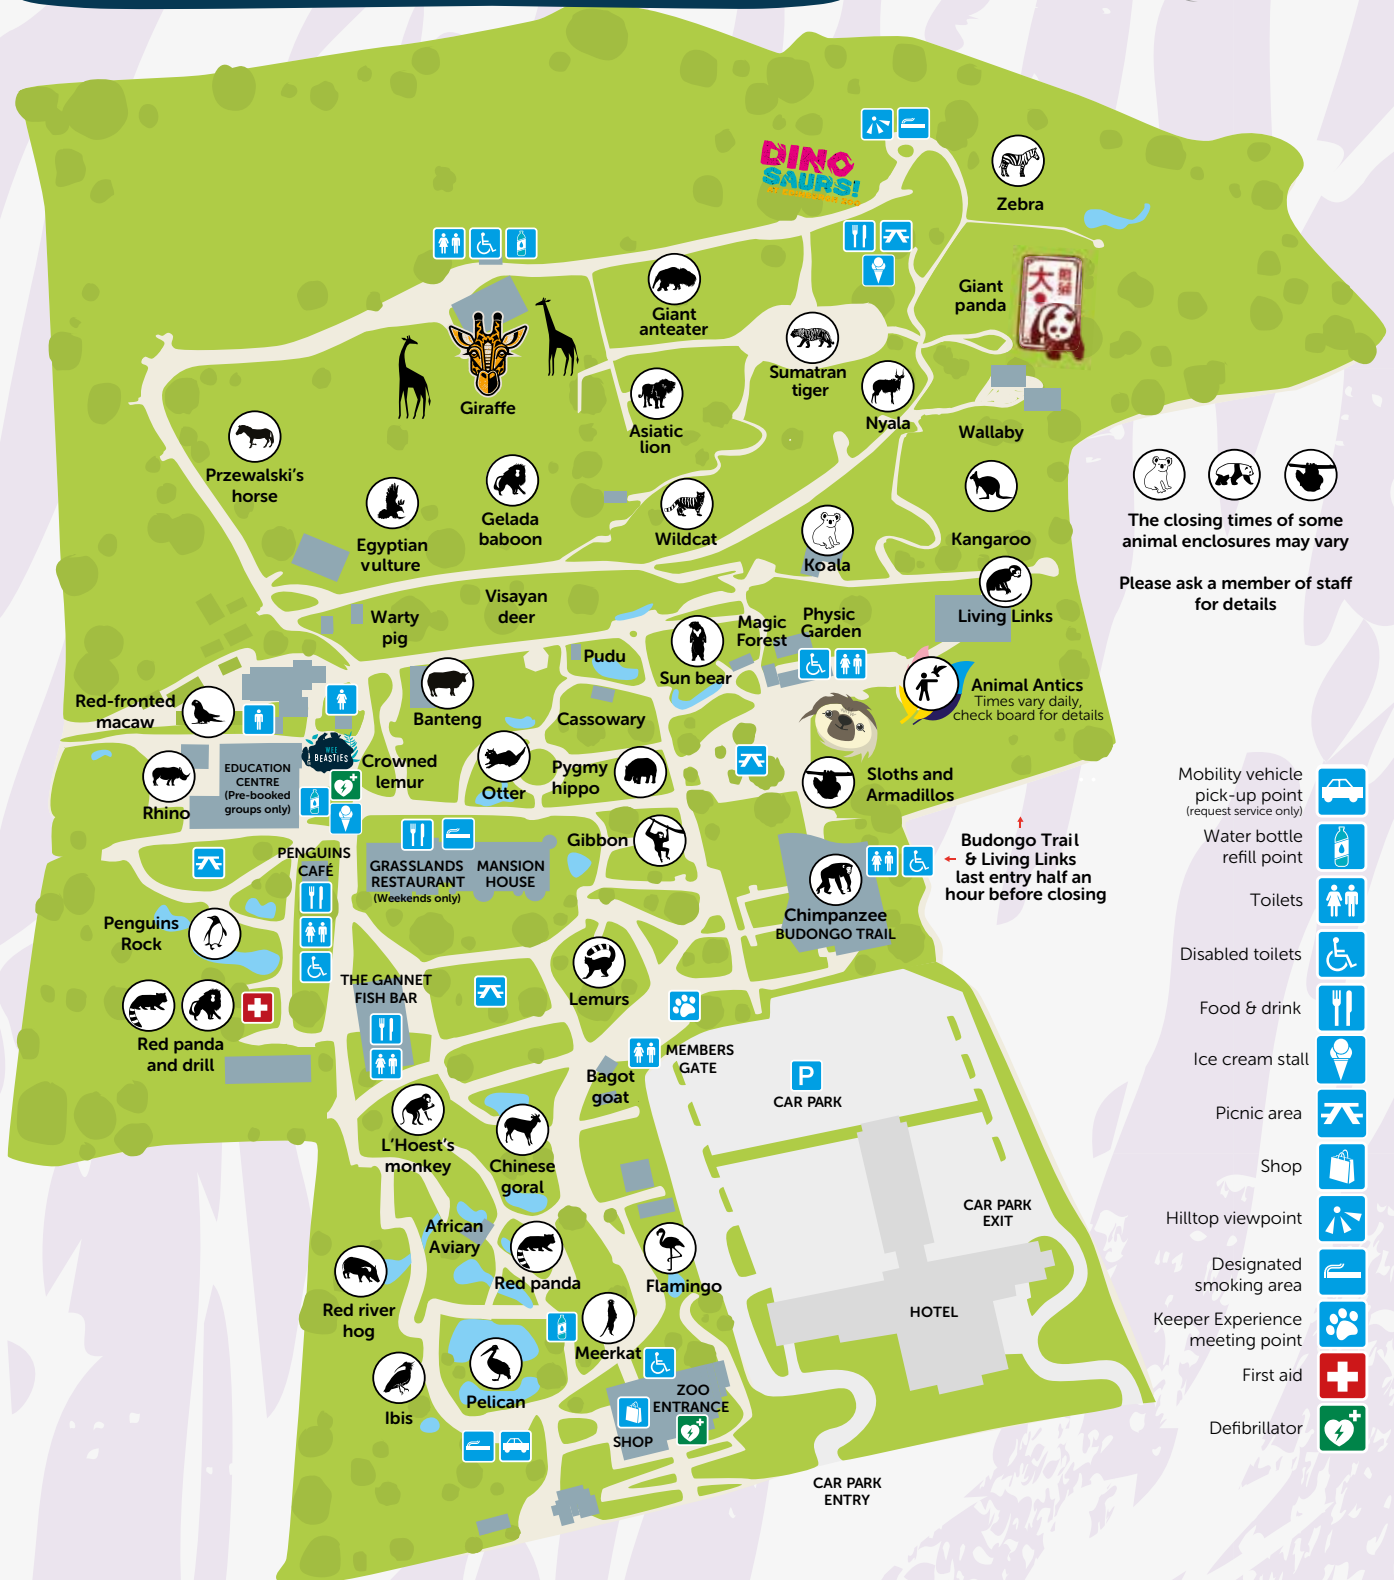 DINO
SAURS!
Zebra
Giant
panda
大
熊猫
Giant
anteater
Sumatran
tiger
Giraffe
Asiatic
lion
Nyala
Wallaby
Przewalski's
horse
Gelada
baboon
Egyptian
vulture
Wildcat
Koala
Kangaroo
The closing times of some
animal enclosures may vary
Please ask a member of staff
for details
Visayan
deer
Warty
pig
Living Links
Magic
Forest
Physic
Garden
Pudu
Sun bear
Red-fronted
macaw
Banteng
Cassowary
Animal Antics
Times vary daily,
check board for details
WEE
BEASTIES
Crowned
lemur
EDUCATION
CENTRE
(Pre-booked
groups only)
Otter
Pygmy
hippo
Sloths and
Armadillos
Rhino
Gibbon
PENGUINS
CAFÉ
GRASSLANDS
RESTAURANT
(Weekends only)
MANSION
HOUSE
Budongo Trail
& Living Links
last entry half an
hour before closing
Chimpanzee
BUDONGO TRAIL
Penguins
Rock
THE GANNET
FISH BAR
Lemurs
Red panda
and drill
MEMBERS
GATE
Bagot
goat
P
CAR PARK
L'Hoest's
monkey
Chinese
goral
African
Aviary
Red panda
Flamingo
CAR PARK
EXIT
Red river
hog
HOTEL
Meerkat
Ibis
Pelican
ZOO
ENTRANCE
SHOP
CAR PARK
ENTRY
Mobility vehicle
pick-up point
(request service only)
Water bottle
refill point
Toilets
Disabled toilets
Food & drink
Ice cream stall
Picnic area
Shop
Hilltop viewpoint
Designated
smoking area
Keeper Experience
meeting point
First aid
Defibrillator